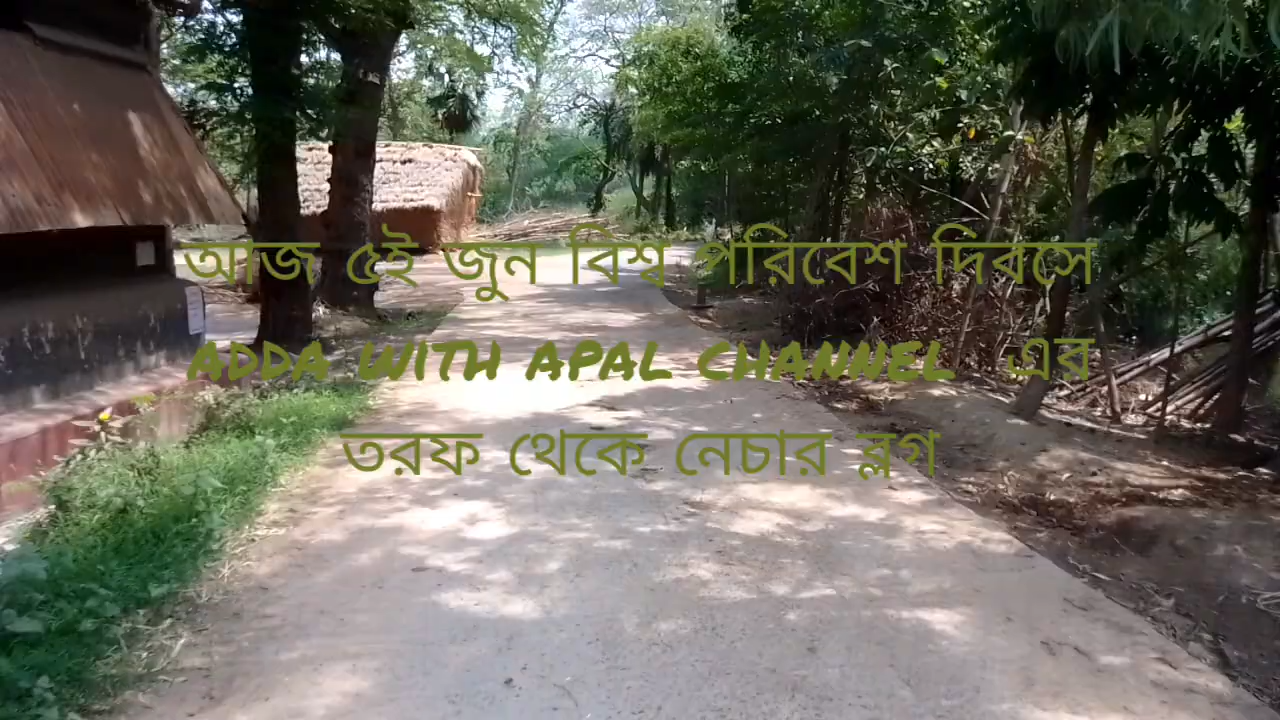 আজ ৫ই জুন বিশ্ব পরিবেশ দিবসে
ADDA WITH APAL CHANNEL এর
তরফ থেকে নেচার ব্লগ